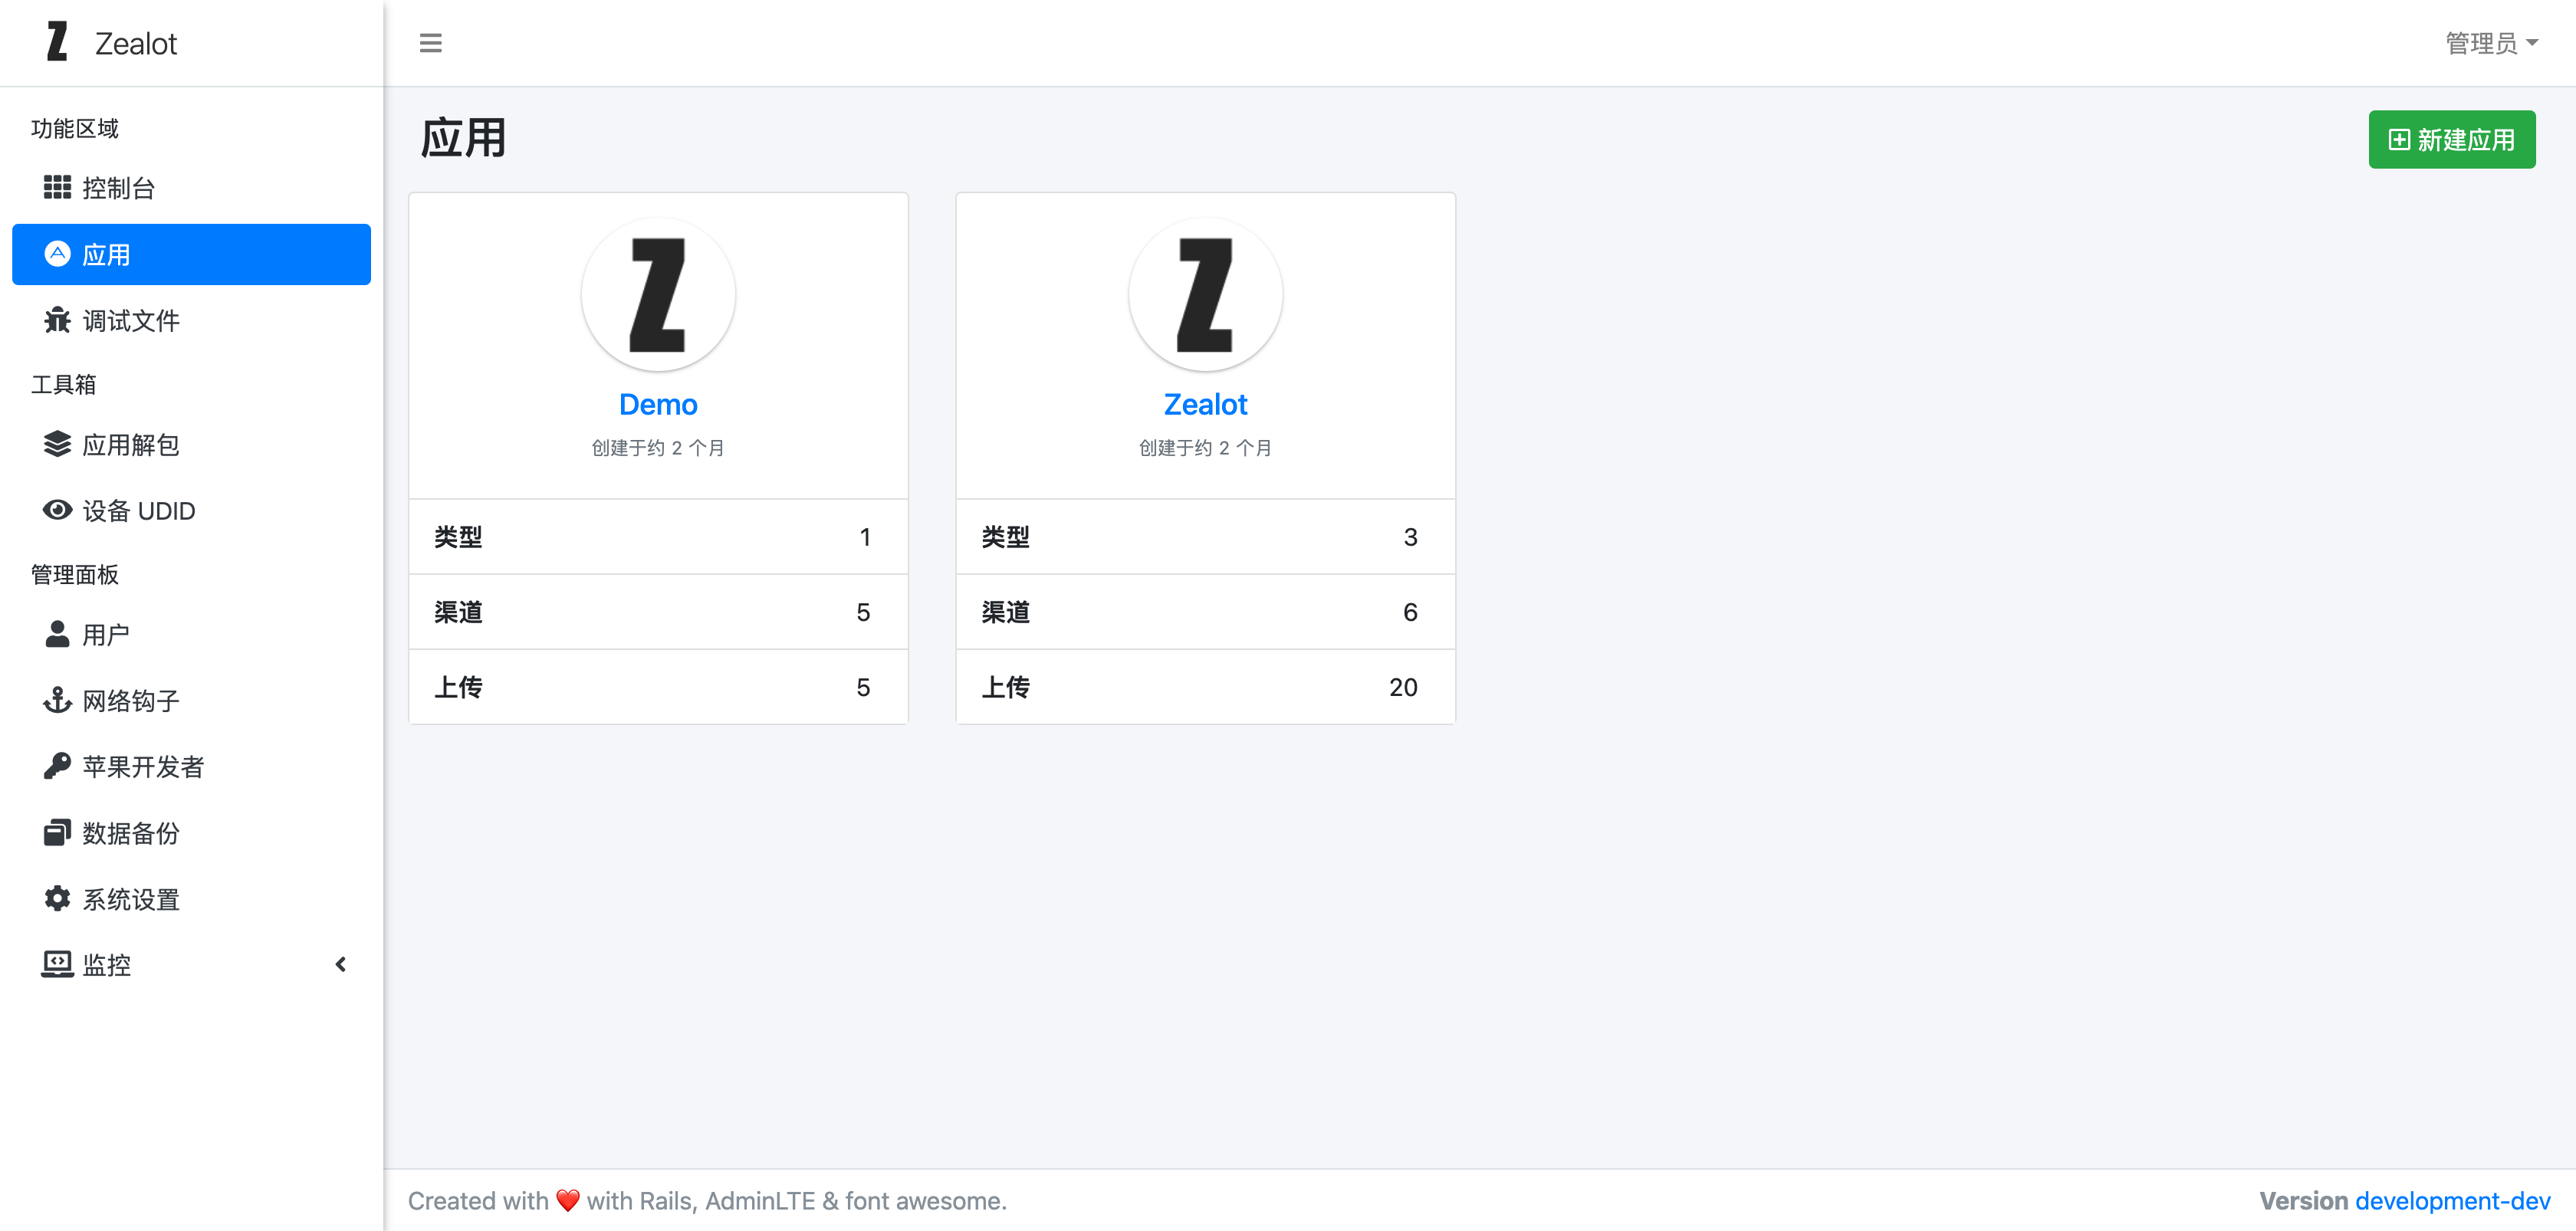 Z Zealot
管理员
功能区域
控制台
应用
调试文件
工具箱
应用解包
设备 UDID
管理面板
用户
网络钩子
苹果开发者
数据备份
系统设置
监控
应用
新建应用
Z
Demo
创建于约 2 个月
类型 1
渠道 5
上传 5
Z
Zealot
创建于约 2 个月
类型 3
渠道 6
上传 20
Created with ❤️ with Rails, AdminLTE & font awesome.
Version development-dev